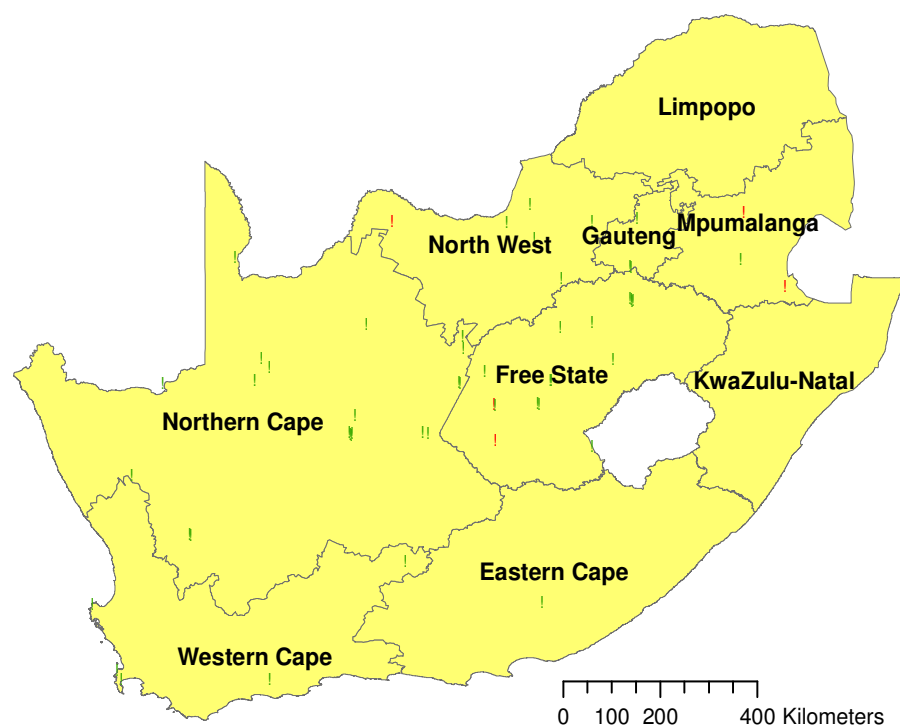 Limpopo
Mpumalanga
North West
Gauteng
Free State
KwaZulu-Natal
Northern Cape
Eastern Cape
Western Cape
0 100 200 400 Kilometers